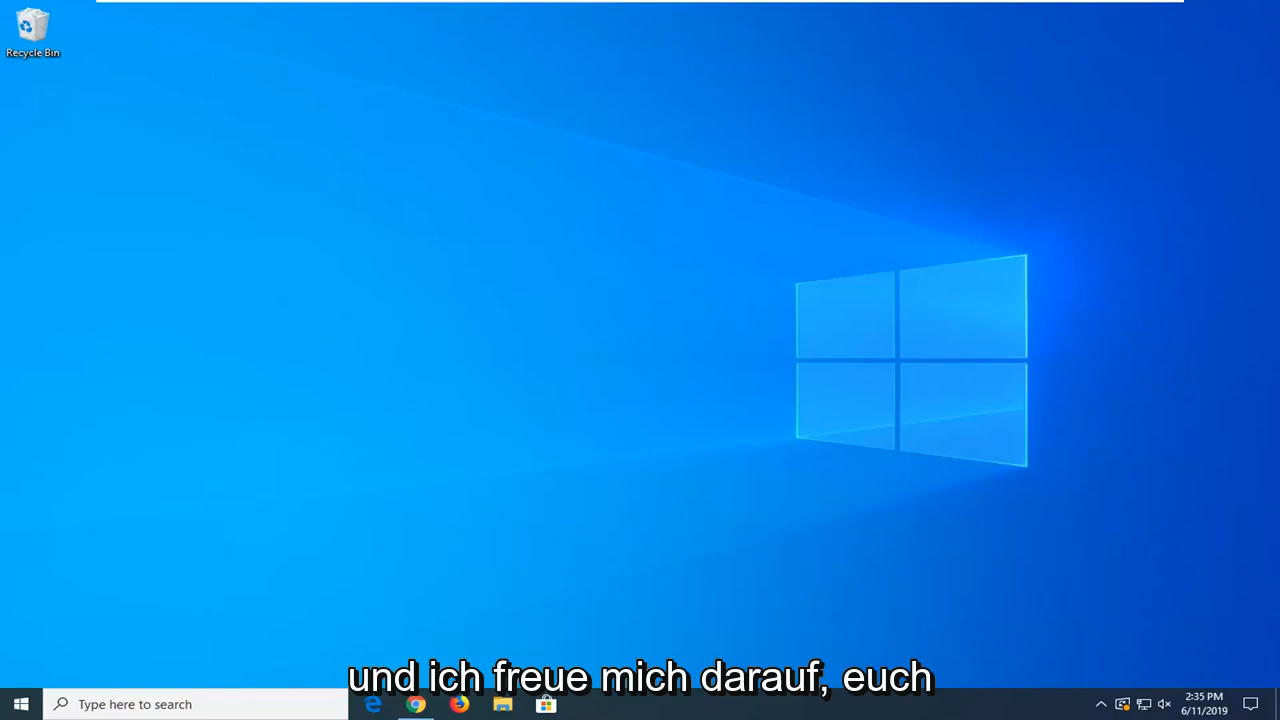 Recycle Bin
und ich freue mich darauf, euch
Type here to search
2:35 PM
6/11/2019